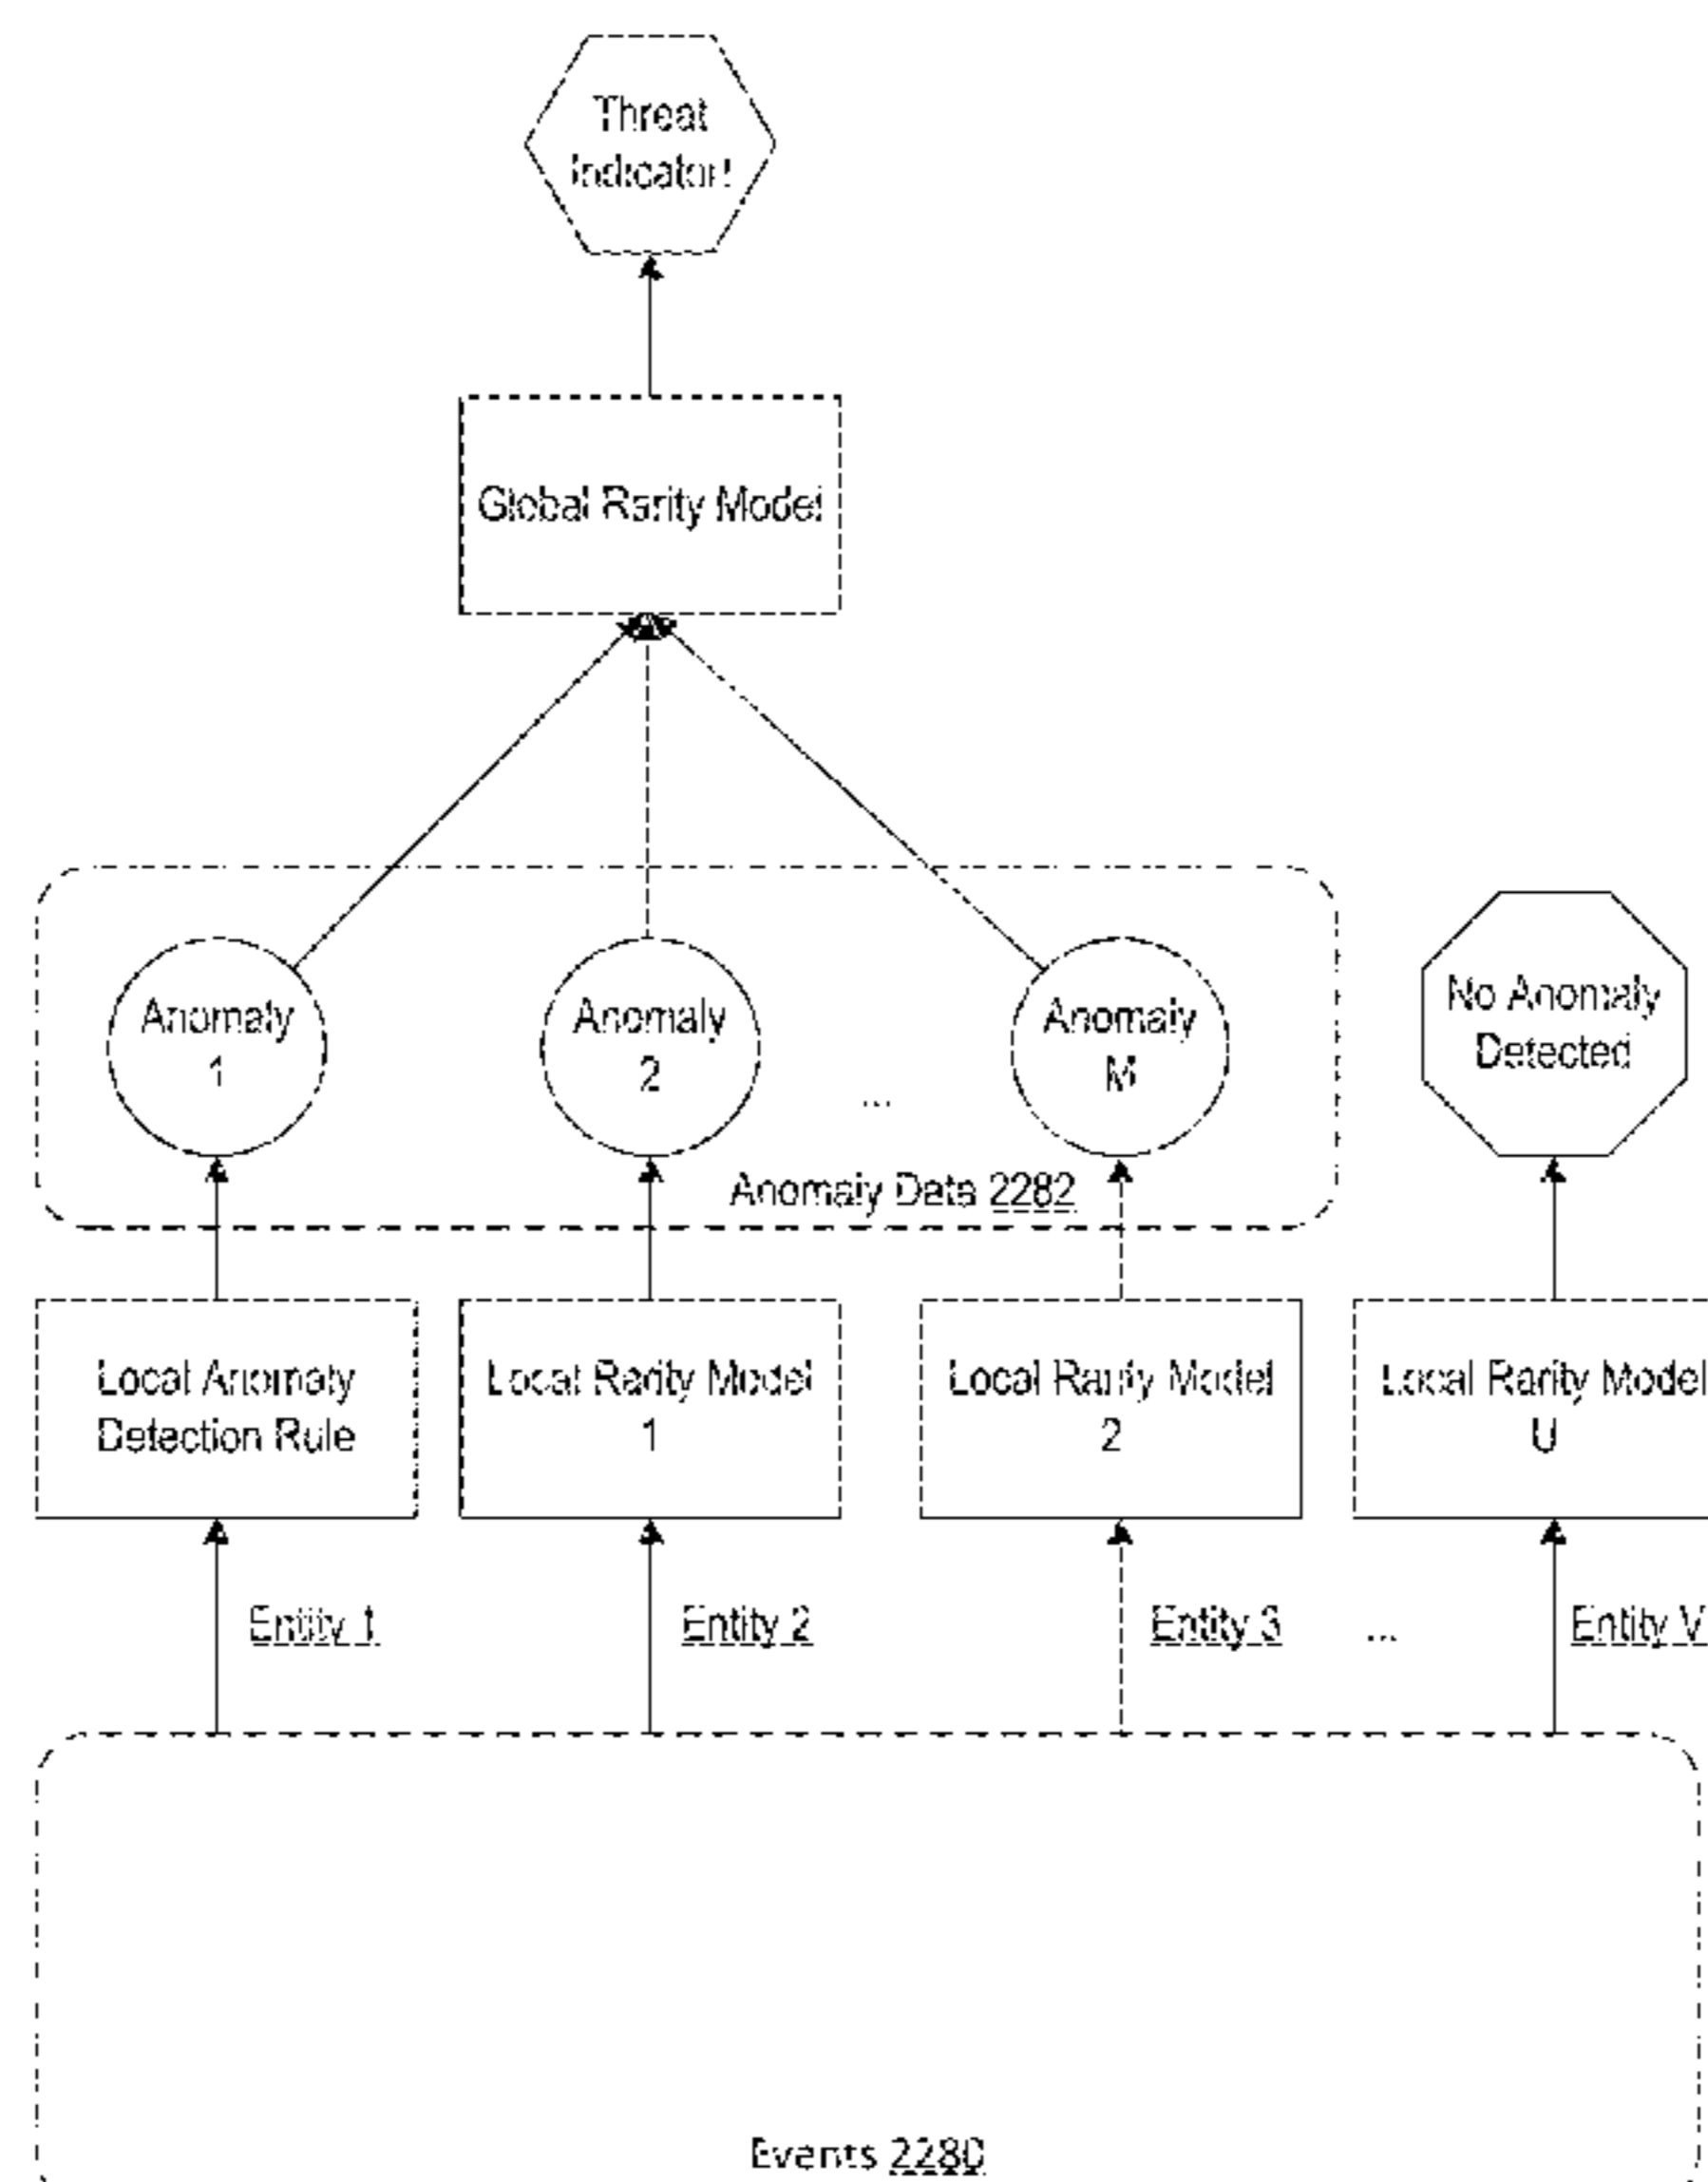 Threat
Indicator!
Global Rarity Model
Anomaly
1
Anomaly
2
...
Anomaly
M
No Anomaly
Detected
Anomaly Data 2282
Local Anomaly
Detection Rule
Local Rarity Model
1
Local Rarity Model
2
Local Rarity Model
U
Entity 1
Entity 2
Entity 3
...
Entity V
Events 2280